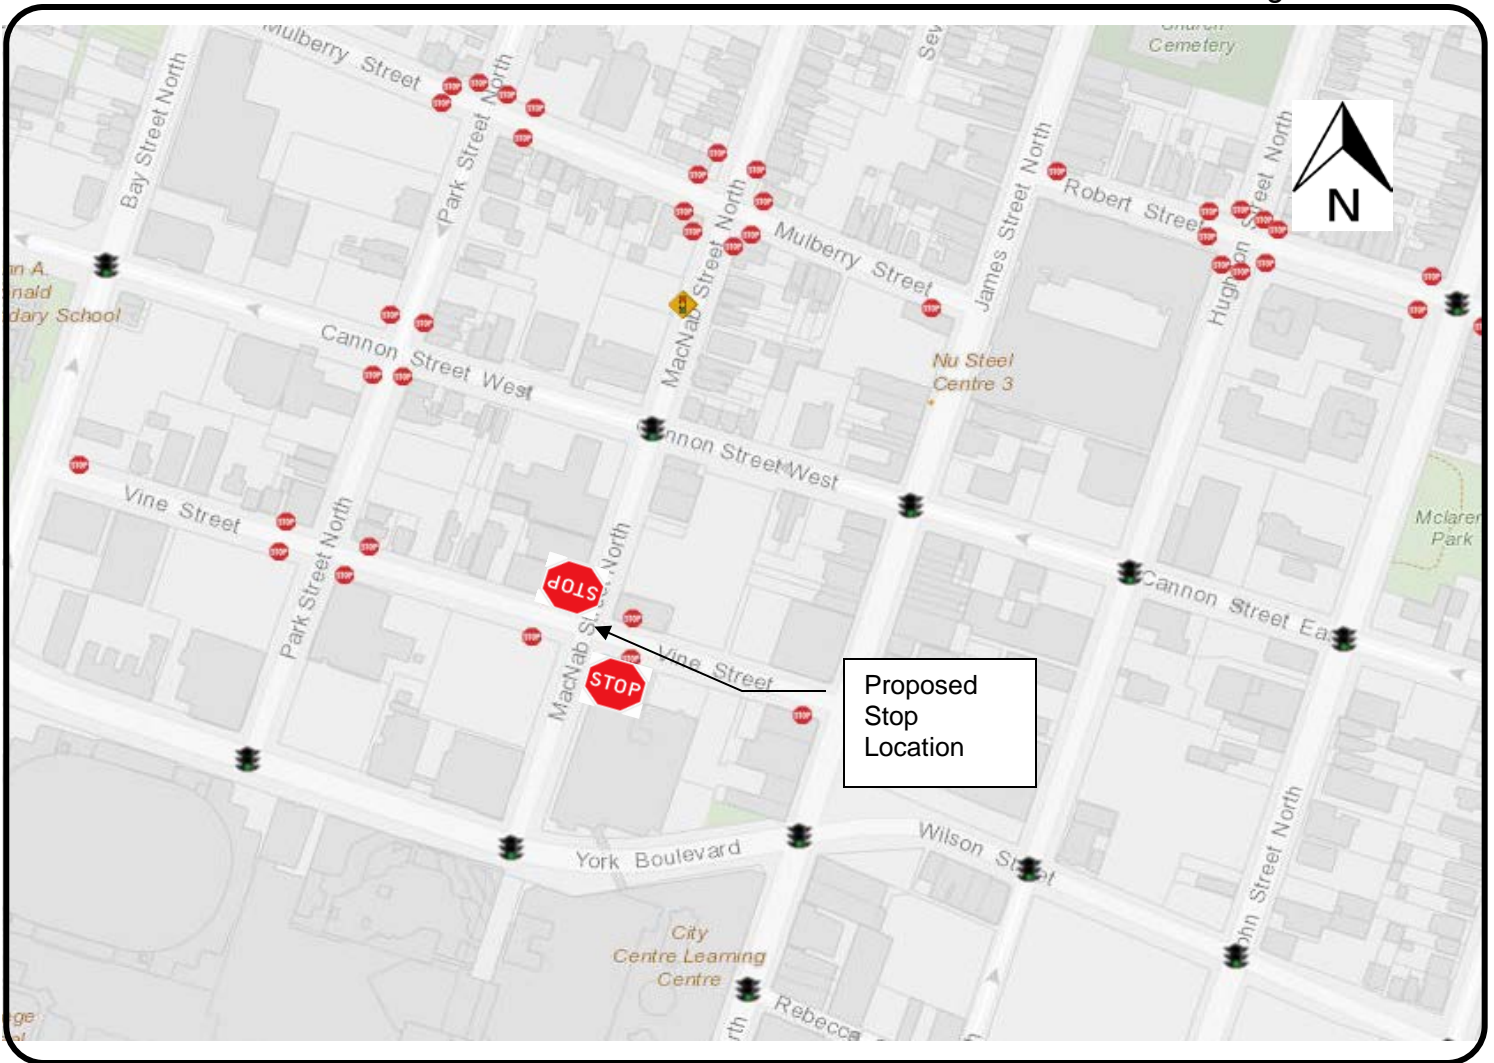 Mulberry Street
Church
Cemetery
Bay Street North
Park Street North
MacNab Street North
Mulberry Street
James Street North
Robert Street
Hughson Street North
N
Cannon Street West
Nu Steel
Centre 3
Cannon Street West
Mclaren
Park
Vine Street
Park Street North
STOP
MacNab Street North
STOP
Vine Street
Cannon Street East
Proposed
Stop
Location
York Boulevard
Wilson Street
John Street North
City
Centre Learning
Centre
Rebecca